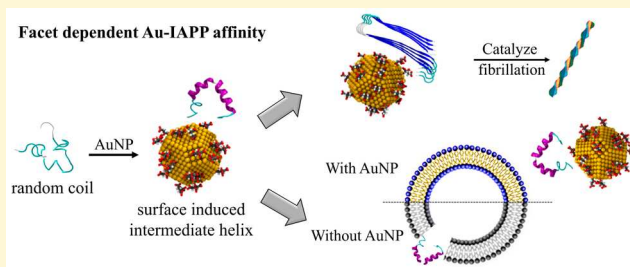 Facet dependent Au-IAPP affinity
AuNP
random coil
surface induced
intermediate helix
Catalyze
fibrillation
With AuNP
Without AuNP